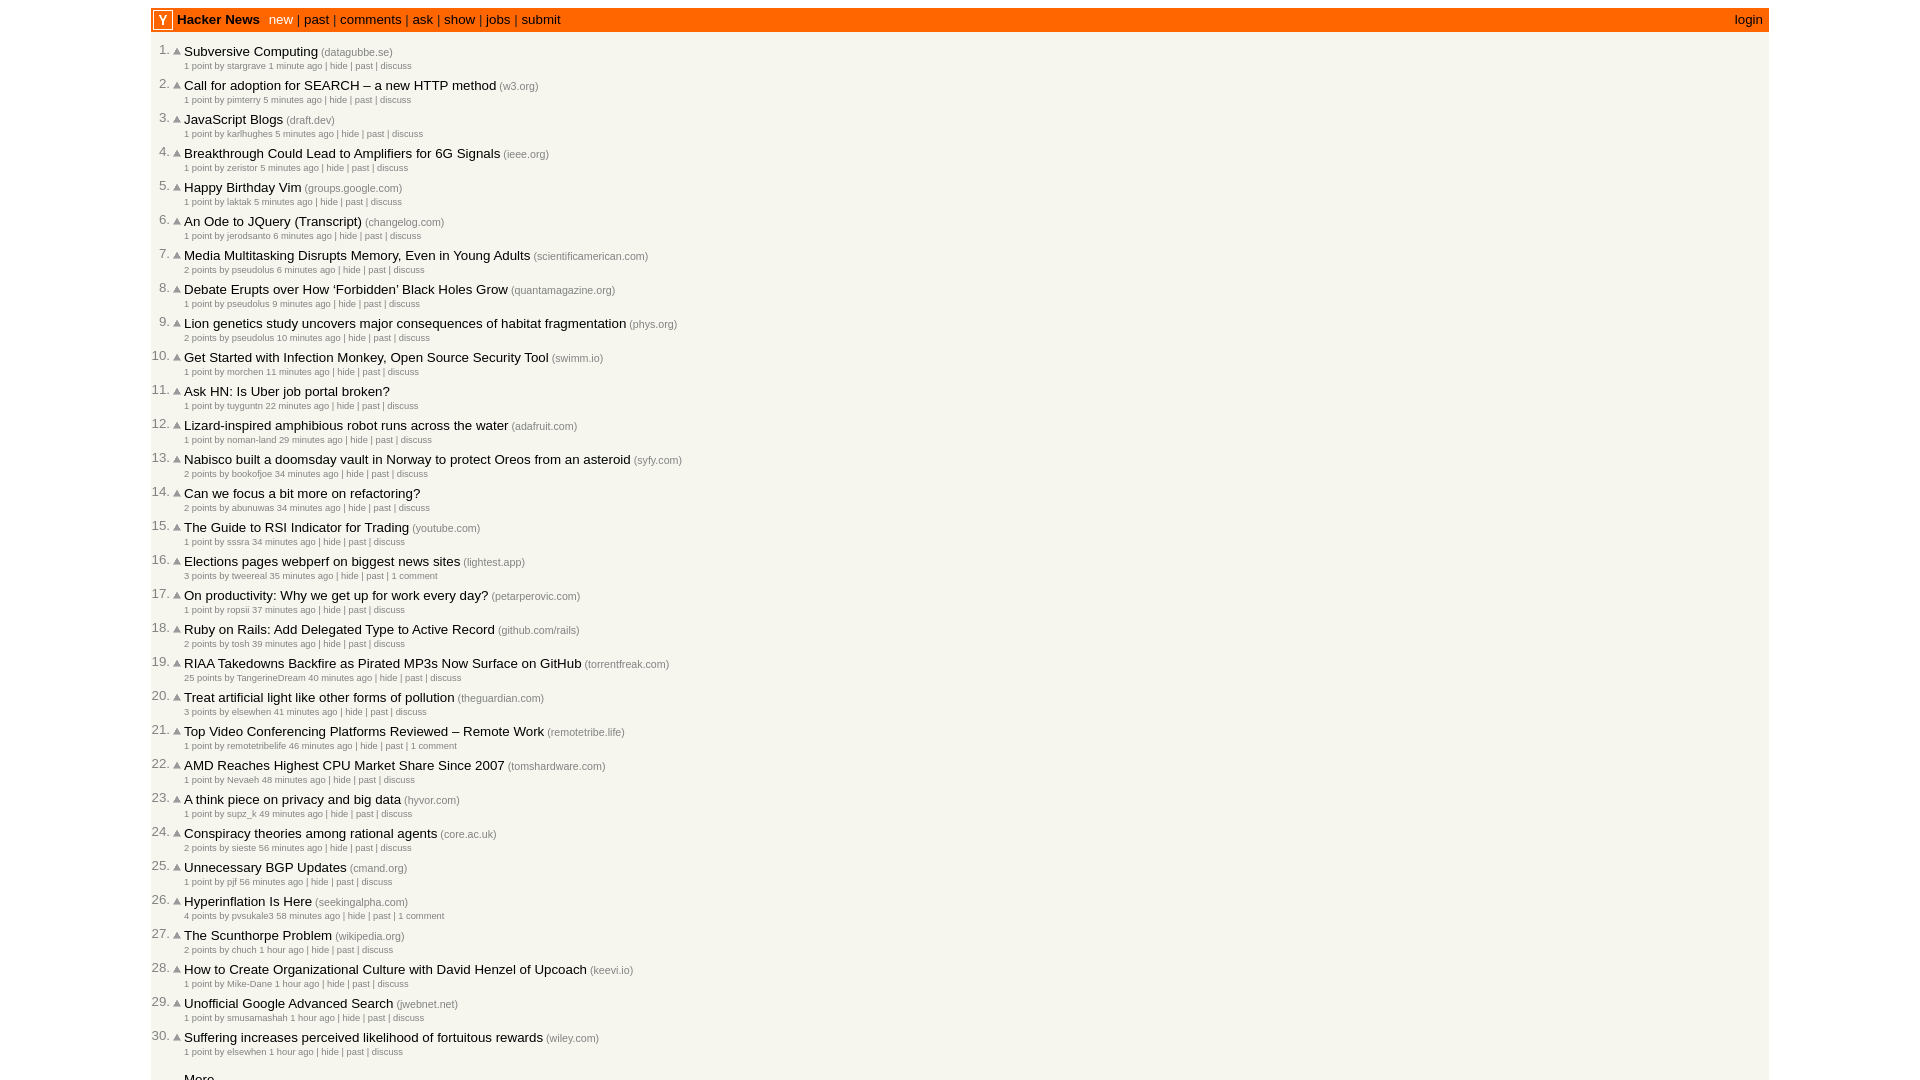 Y Hacker News new | past | comments | ask | show | jobs | submit login
1. Subversive Computing (datagubbe.se)
1 point by stargrave 1 minute ago | hide | past | discuss
2. Call for adoption for SEARCH – a new HTTP method (w3.org)
1 point by pimterry 5 minutes ago | hide | past | discuss
3. JavaScript Blogs (draft.dev)
1 point by karlhughes 5 minutes ago | hide | past | discuss
4. Breakthrough Could Lead to Amplifiers for 6G Signals (ieee.org)
1 point by zeristor 5 minutes ago | hide | past | discuss
5. Happy Birthday Vim (groups.google.com)
1 point by laktak 5 minutes ago | hide | past | discuss
6. An Ode to JQuery (Transcript) (changelog.com)
1 point by jerodsanto 6 minutes ago | hide | past | discuss
7. Media Multitasking Disrupts Memory, Even in Young Adults (scientificamerican.com)
2 points by pseudolus 6 minutes ago | hide | past | discuss
8. Debate Erupts over How ‘Forbidden’ Black Holes Grow (quantamagazine.org)
1 point by pseudolus 9 minutes ago | hide | past | discuss
9. Lion genetics study uncovers major consequences of habitat fragmentation (phys.org)
2 points by pseudolus 10 minutes ago | hide | past | discuss
10. Get Started with Infection Monkey, Open Source Security Tool (swimm.io)
1 point by morchen 11 minutes ago | hide | past | discuss
11. Ask HN: Is Uber job portal broken?
1 point by tuyguntn 22 minutes ago | hide | past | discuss
12. Lizard-inspired amphibious robot runs across the water (adafruit.com)
1 point by noman-land 29 minutes ago | hide | past | discuss
13. Nabisco built a doomsday vault in Norway to protect Oreos from an asteroid (syfy.com)
2 points by bookofjoe 34 minutes ago | hide | past | discuss
14. Can we focus a bit more on refactoring?
2 points by abunuwas 34 minutes ago | hide | past | discuss
15. The Guide to RSI Indicator for Trading (youtube.com)
1 point by sssra 34 minutes ago | hide | past | discuss
16. Elections pages webperf on biggest news sites (lightest.app)
3 points by tweereal 35 minutes ago | hide | past | 1 comment
17. On productivity: Why we get up for work every day? (petarperovic.com)
1 point by ropsii 37 minutes ago | hide | past | discuss
18. Ruby on Rails: Add Delegated Type to Active Record (github.com/rails)
2 points by tosh 39 minutes ago | hide | past | discuss
19. RIAA Takedowns Backfire as Pirated MP3s Now Surface on GitHub (torrentfreak.com)
25 points by TangerineDream 40 minutes ago | hide | past | discuss
20. Treat artificial light like other forms of pollution (theguardian.com)
3 points by elsewhen 41 minutes ago | hide | past | discuss
21. Top Video Conferencing Platforms Reviewed – Remote Work (remotetribe.life)
1 point by remotetribelife 46 minutes ago | hide | past | 1 comment
22. AMD Reaches Highest CPU Market Share Since 2007 (tomshardware.com)
1 point by Nevaeh 48 minutes ago | hide | past | discuss
23. A think piece on privacy and big data (hyvor.com)
1 point by supz_k 49 minutes ago | hide | past | discuss
24. Conspiracy theories among rational agents (core.ac.uk)
2 points by sieste 56 minutes ago | hide | past | discuss
25. Unnecessary BGP Updates (cmand.org)
1 point by pjf 56 minutes ago | hide | past | discuss
26. Hyperinflation Is Here (seekingalpha.com)
4 points by pvsukale3 58 minutes ago | hide | past | 1 comment
27. The Scunthorpe Problem (wikipedia.org)
2 points by chuch 1 hour ago | hide | past | discuss
28. How to Create Organizational Culture with David Henzel of Upcoach (keevi.io)
1 point by Mike-Dane 1 hour ago | hide | past | discuss
29. Unofficial Google Advanced Search (jwebnet.net)
1 point by smusamashah 1 hour ago | hide | past | discuss
30. Suffering increases perceived likelihood of fortuitous rewards (wiley.com)
1 point by elsewhen 1 hour ago | hide | past | discuss
More